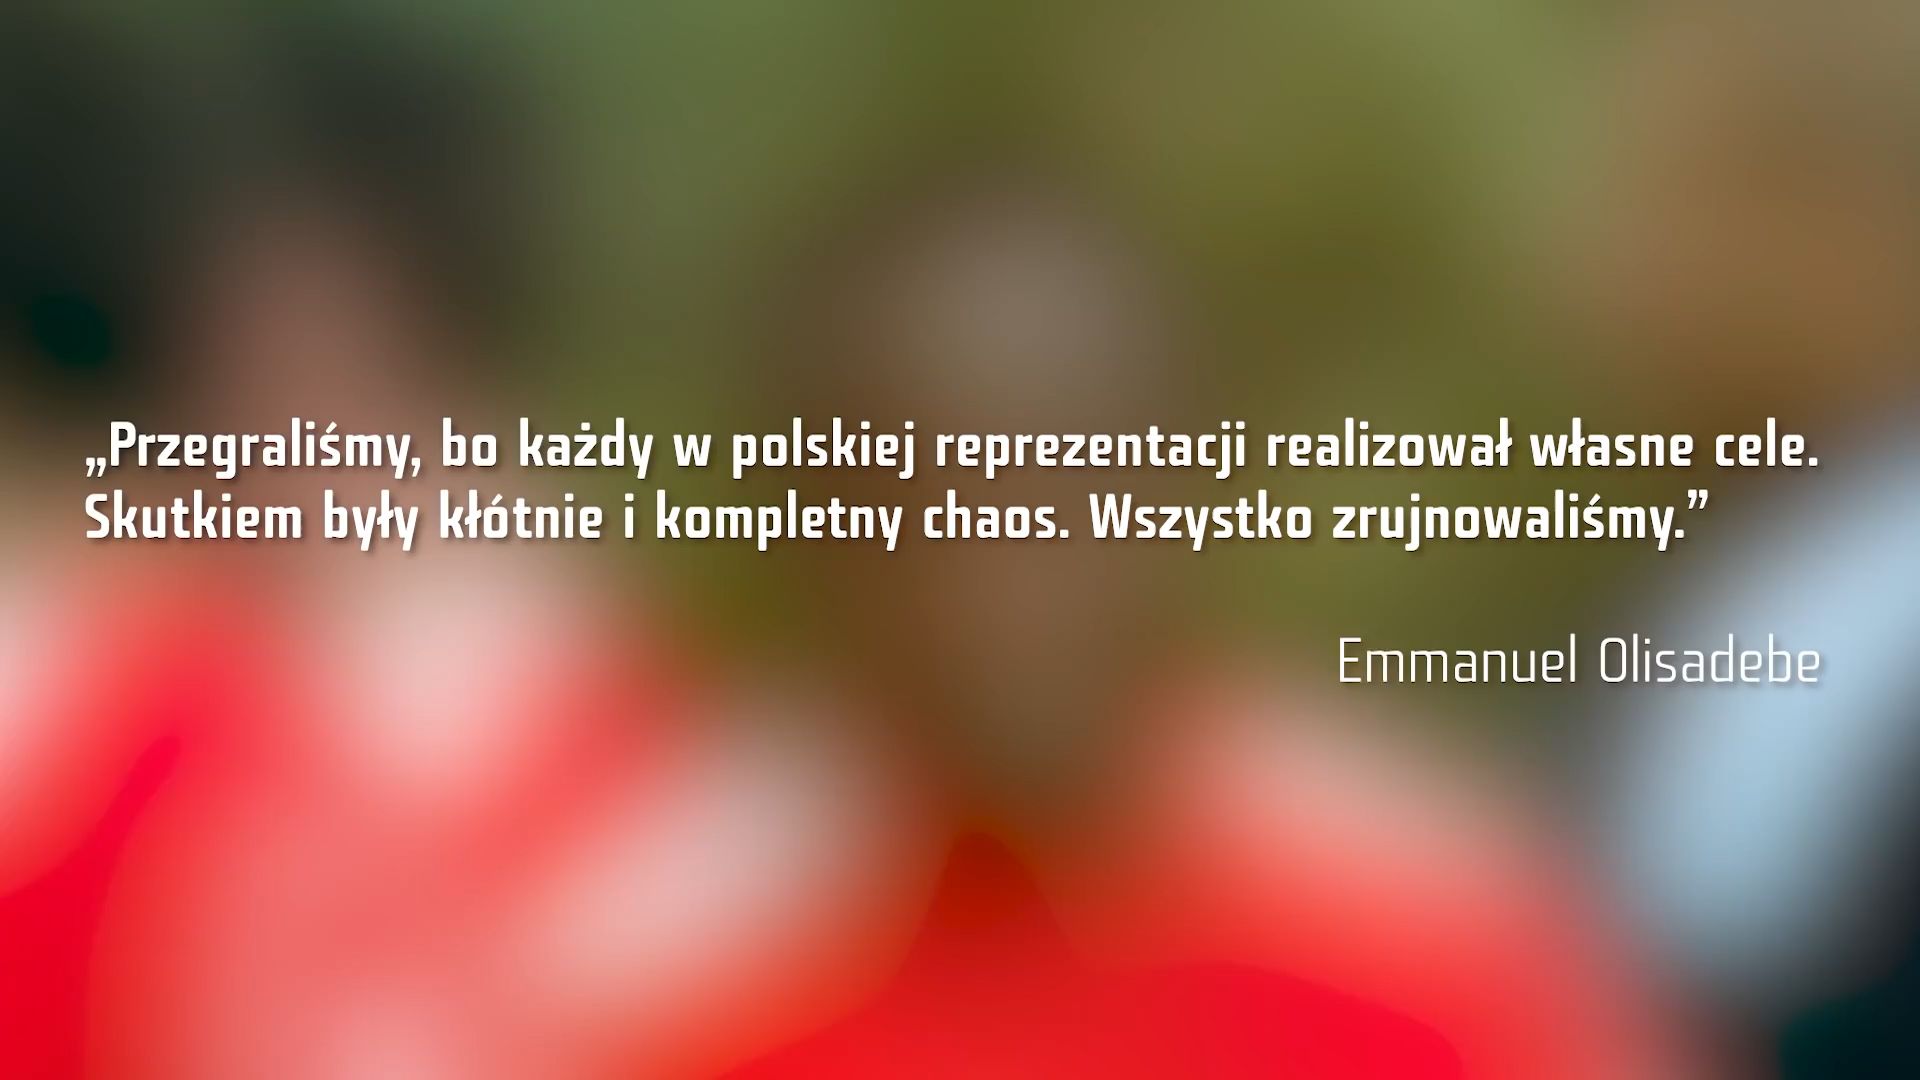 „Przegraliśmy, bo każdy w polskiej reprezentacji realizował własne cele.
Skutkiem były kłótnie i kompletny chaos. Wszystko zrujnowaliśmy.”
Emmanuel Olisadebe